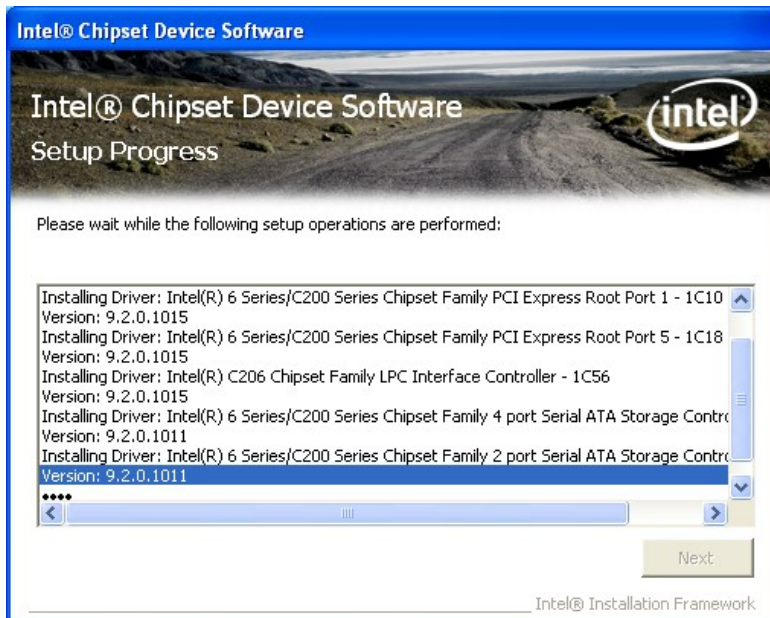 Intel® Chipset Device Software
Intel® Chipset Device Software
intel
Setup Progress
Please wait while the following setup operations are performed:
Installing Driver: Intel(R) 6 Series/C200 Series Chipset Family PCI Express Root Port 1 - 1C10
Version: 9.2.0.1015
Installing Driver: Intel(R) 6 Series/C200 Series Chipset Family PCI Express Root Port 5 - 1C18
Version: 9.2.0.1015
Installing Driver: Intel(R) C206 Chipset Family LPC Interface Controller - 1C56
Version: 9.2.0.1015
Installing Driver: Intel(R) 6 Series/C200 Series Chipset Family 4 port Serial ATA Storage Contro
Version: 9.2.0.1011
Installing Driver: Intel(R) 6 Series/C200 Series Chipset Family 2 port Serial ATA Storage Contro
Version: 9.2.0.1011
••••
Next
Intel® Installation Framework